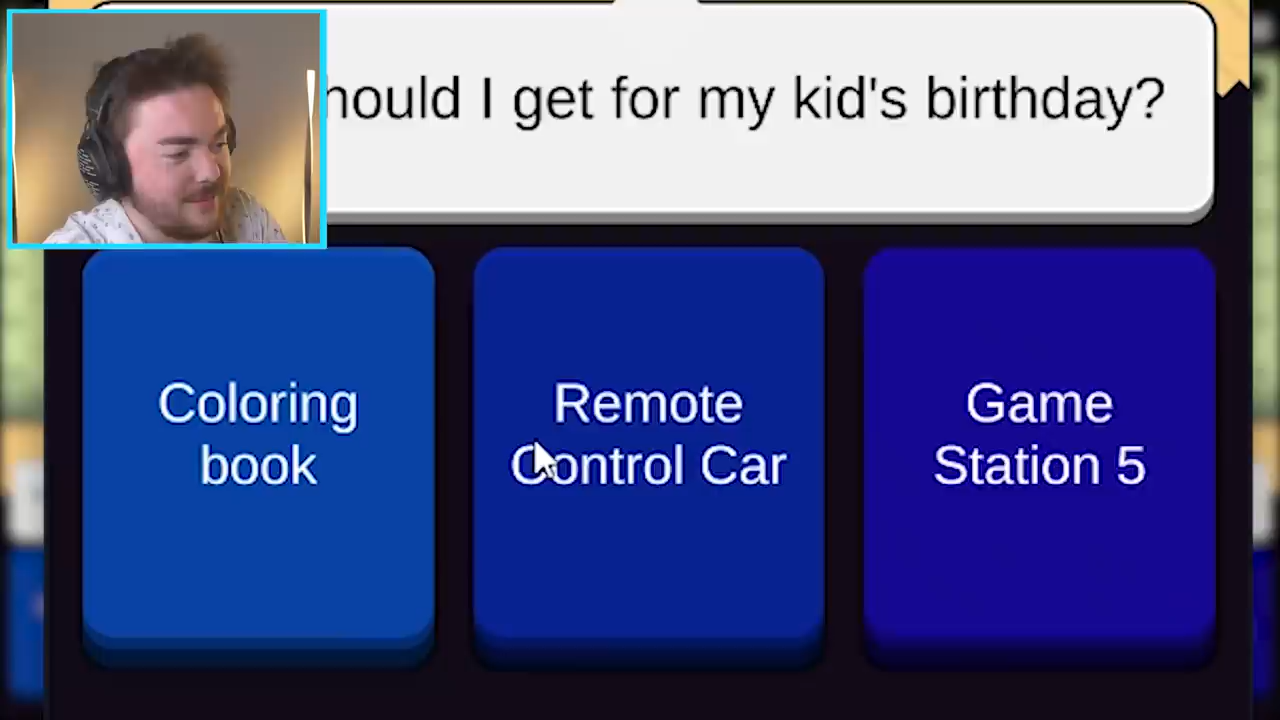 hould I get for my kid's birthday?
Coloring
book
Remote
Control Car
Game
Station 5